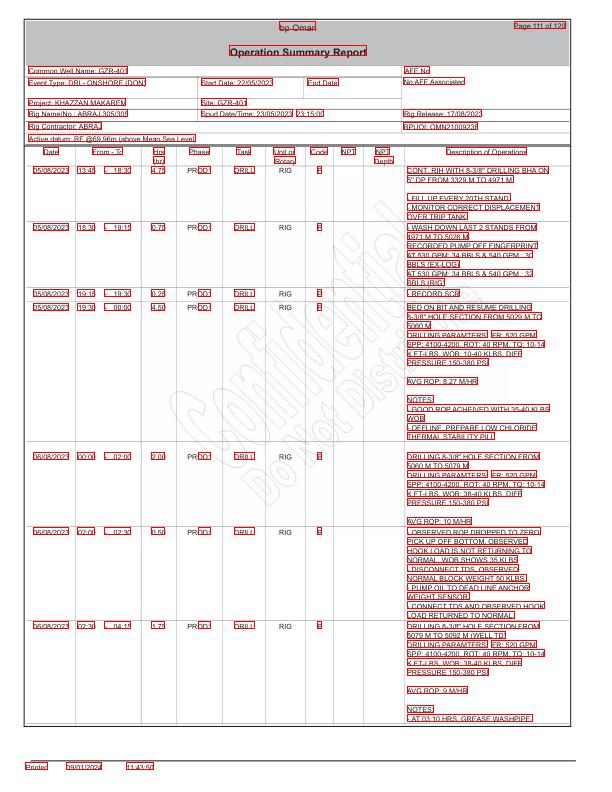 bp Oman
Page 111 of 120
Operation Summary Report
Common Well Name: GZR-401
AFE No
Event Type: DRL- ONSHORE (DON)
Start Date: 22/05/2023
End Date:
No AFE Associated
Project: KHAZZAN MAKAREM
Site: GZR-401
Rig Name/No.: ABRAJ 305/305
Spud Date/Time: 23/05/2023 23:15:00
Rig Release: 17/08/2023
Rig Contractor: ABRAJ
BPUOI: OMN21009236
Active datum: RF @69.96m (above Mean Sea Level)
Date From - To Hrs (hr) Phase Task Unit or Rotary Code NPT NPT Depth Description of Operations
05/08/2023 13:45 - 18:30 4.75 PROD1 DRILL RIG P CONT. RIH WITH 8-3/8" DRILLING BHA ON
5" DP FROM 3329 M TO 4971 M
- FILL UP EVERY 20TH STAND
- MONITOR CORRECT DISPLACEMENT
OVER TRIP TANK
05/08/2023 18:30 - 19:15 0.75 PROD1 DRILL RIG P - WASH DOWN LAST 2 STANDS FROM
4971 M TO 5026 M
RECORDED PUMP OFF FINGERPRINT
AT 530 GPM: 34 BBLS & 540 GPM : 30
BBLS (EX-LOG)
AT 530 GPM: 34 BBLS & 540 GPM : 32
BBLS (RIG)
05/08/2023 19:15 - 19:30 0.25 PROD1 DRILL RIG P - RECORD SCR
05/08/2023 19:30 - 00:00 4.50 PROD1 DRILL RIG P BED ON BIT AND RESUME DRILLING
8-3/8" HOLE SECTION FROM 5029 M TO
5060 M
DRILLING PARAMTERS: FR: 520 GPM
SPP: 4100-4200. ROT: 40 RPM, TQ: 10-14
K.FT-LBS, WOB: 10-40 KLBS, DIFF
PRESSURE 150-380 PSI
AVG ROP: 8.27 M/HR
NOTES:
- GOOD ROP ACHEIVED WITH 35-40 KLBS
WOB
- OFFLINE, PREPARE LOW CHLORIDE
THERMAL STABILITY PILL
06/08/2023 00:00 - 02:00 2.00 PROD1 DRILL RIG P DRILLING 8-3/8" HOLE SECTION FROM
5060 M TO 5079 M
DRILLING PARAMTERS: FR: 520 GPM
SPP: 4100-4200. ROT: 40 RPM, TQ: 10-14
K.FT-LBS, WOB: 38-40 KLBS, DIFF
PRESSURE 150-380 PSI
AVG ROP: 10 M/HR
06/08/2023 02:00 - 02:30 0.50 PROD1 DRILL RIG P - OBSERVED ROP DROPPED TO ZERO.
PICK UP OFF BOTTOM. OBSERVED
HOOK LOAD IS NOT RETURNING TO
NORMAL. WOB SHOWS 35 KLBS
- DISCONNECT TDS. OBSERVED
NORMAL BLOCK WEIGHT 50 KLBS.
- PUMP OIL TO DEAD LINE ANCHOR
WEIGHT SENSOR
- CONNECT TDS AND OBSERVED HOOK
LOAD RETURNED TO NORMAL
06/08/2023 02:30 - 04:15 1.75 PROD1 DRILL RIG P DRILLING 8-3/8" HOLE SECTION FROM
5079 M TO 5092 M (WELL TD)
DRILLING PARAMTERS: FR: 520 GPM
SPP: 4100-4200. ROT: 40 RPM, TQ: 10-14
K.FT-LBS, WOB: 38-40 KLBS, DIFF
PRESSURE 150-380 PSI
AVG ROP: 9 M/HR
NOTES:
- AT 03:10 HRS, GREASE WASHPIPE.
Confidential
Do Not Distribute
Printed 09/01/2024 11:43:50